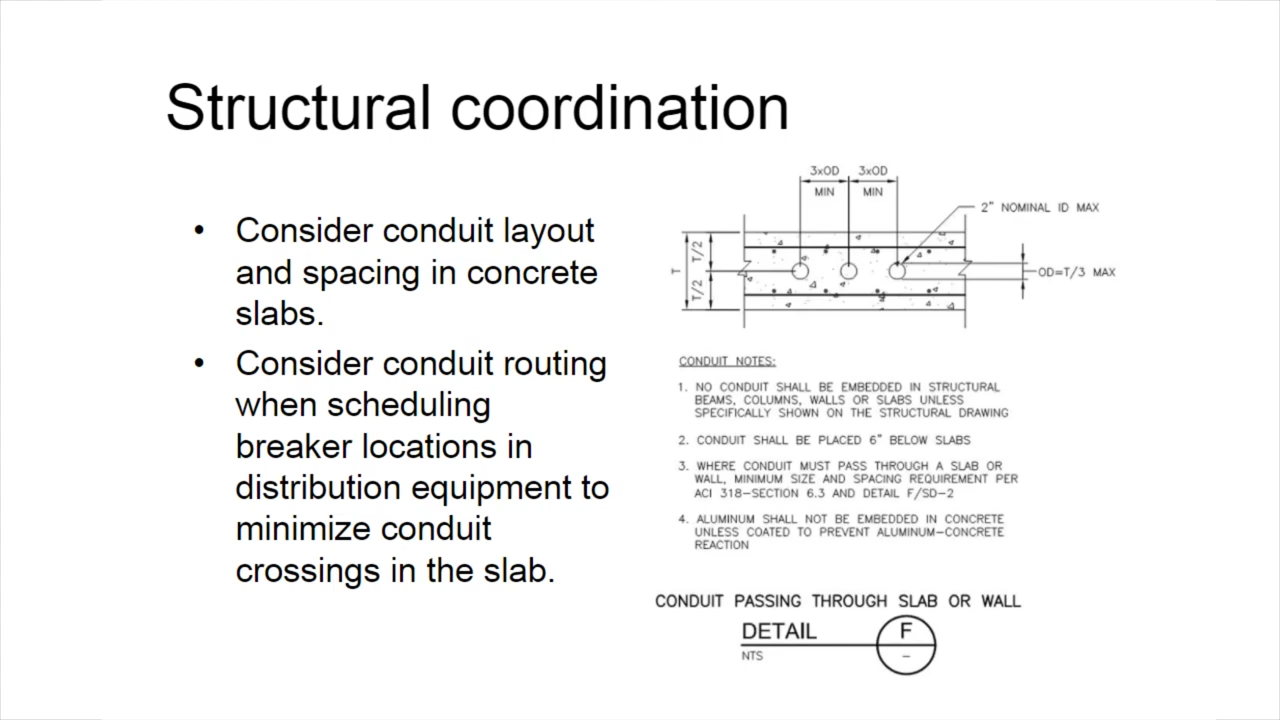 Structural coordination
• Consider conduit layout
and spacing in concrete
slabs.
• Consider conduit routing
when scheduling
breaker locations in
distribution equipment to
minimize conduit
crossings in the slab.
3xOD 3xOD
MIN MIN
2" NOMINAL ID MAX
T
T/2
T/2
OD=T/3 MAX
CONDUIT NOTES:
1. NO CONDUIT SHALL BE EMBEDDED IN STRUCTURAL
BEAMS, COLUMNS, WALLS OR SLABS UNLESS
SPECIFICALLY SHOWN ON THE STRUCTURAL DRAWING
2. CONDUIT SHALL BE PLACED 6" BELOW SLABS
3. WHERE CONDUIT MUST PASS THROUGH A SLAB OR
WALL, MINIMUM SIZE AND SPACING REQUIREMENT PER
ACI 318-SECTION 6.3 AND DETAIL F/SD-2
4. ALUMINUM SHALL NOT BE EMBEDDED IN CONCRETE
UNLESS COATED TO PREVENT ALUMINUM-CONCRETE
REACTION
CONDUIT PASSING THROUGH SLAB OR WALL
DETAIL F
NTS -